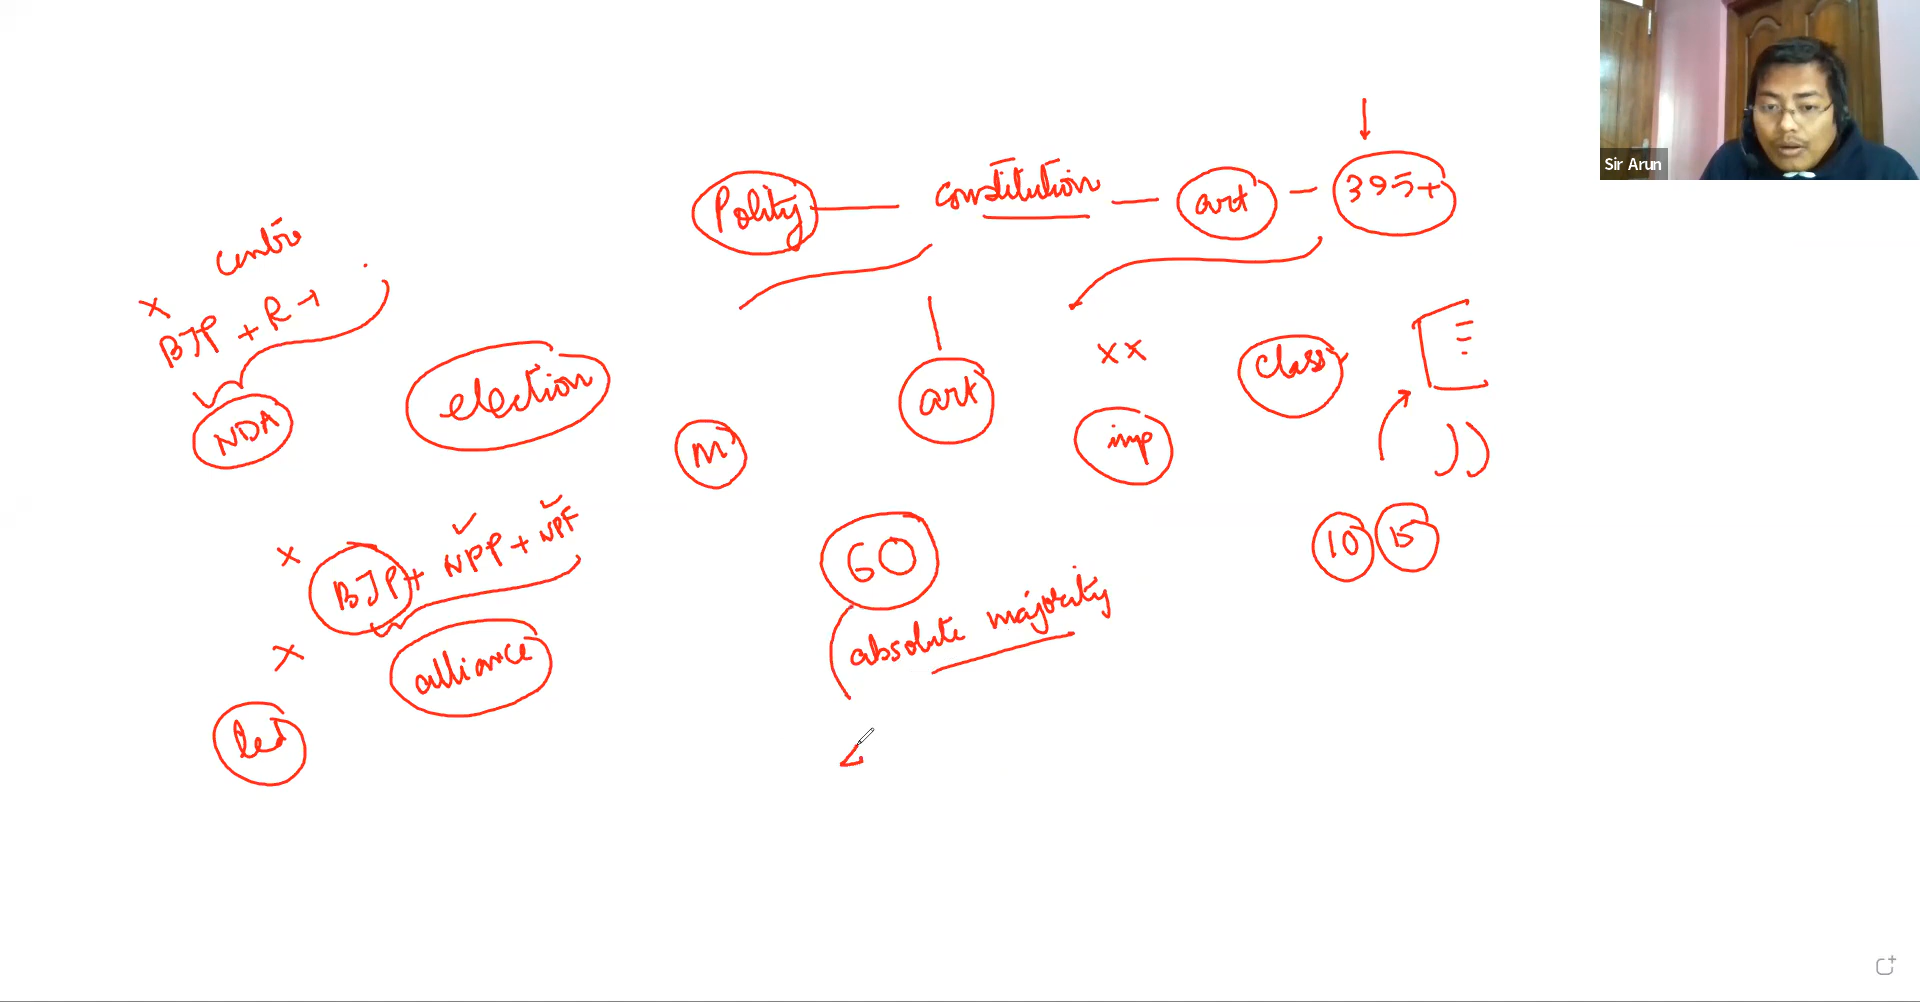 Sir Arun
Polity — constitution — art — 395+
centre
x
BJP + R +
NDA
election
m
art
xx
imp
class
10 15
x BJP + NPP + NPF
x alliance
led
60
absolute majority